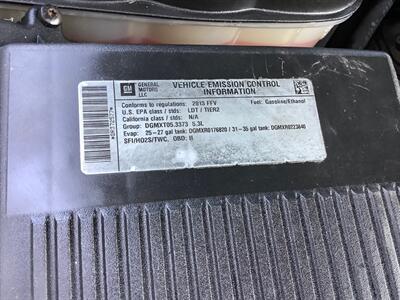 GM
GENERAL MOTORS LLC
VEHICLE EMISSION CONTROL INFORMATION
Conforms to regulations: 2013 FFV Fuel: Gasoline/Ethanol
U.S. EPA class / stds: LDT / TIER2
California class / stds: N/A
Group: DGMXT05.3373 5.3L
Evap: 25 - 27 gal tank: DGMXR0176820 / 31 - 35 gal tank: DGMXR0223840
SFI/HO2S/TWC, OBD: II